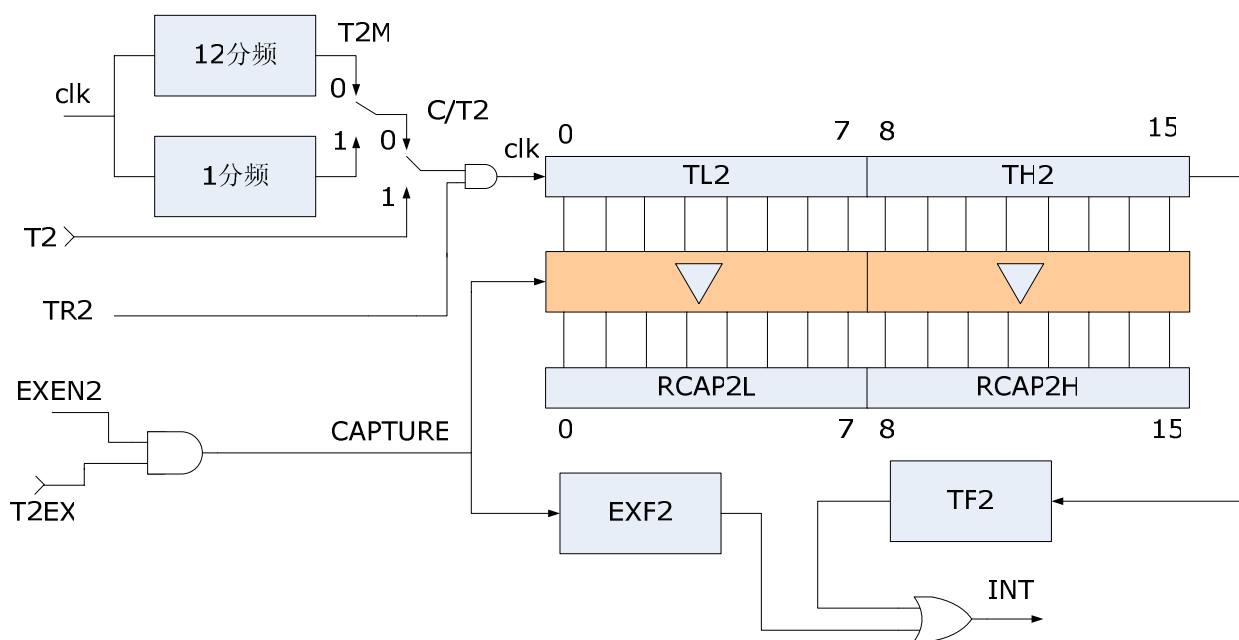 12分频
T2M
clk
0
C/T2
1
0
1分频
1
clk
0
7
8
15
TL2
TH2
T2
TR2
RCAP2L
RCAP2H
0
7
8
15
EXEN2
CAPTURE
T2EX
EXF2
TF2
INT